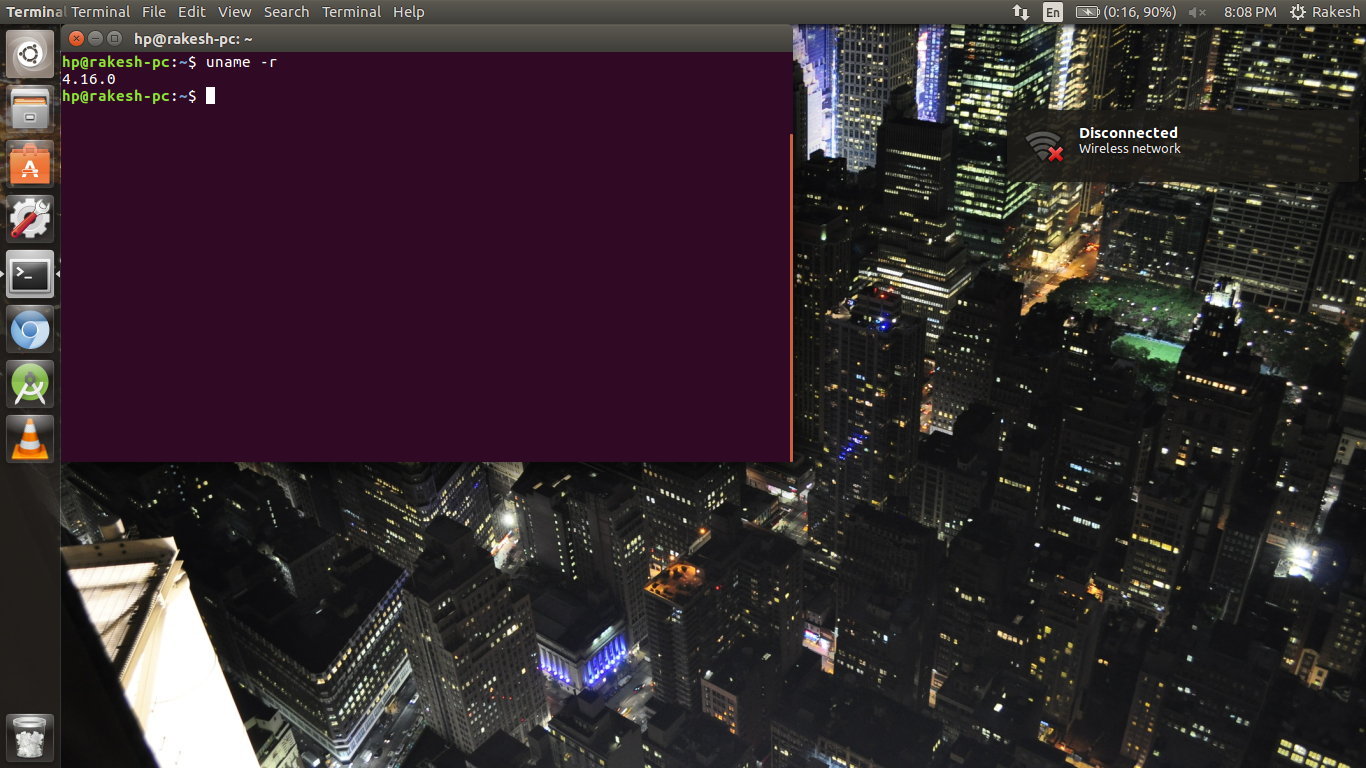 Terminal Terminal File Edit View Search Terminal Help En (0:16, 90%) 8:08 PM Rakesh
hp@rakesh-pc: ~
hp@rakesh-pc:~$ uname -r
4.16.0
hp@rakesh-pc:~$
Disconnected
Wireless network